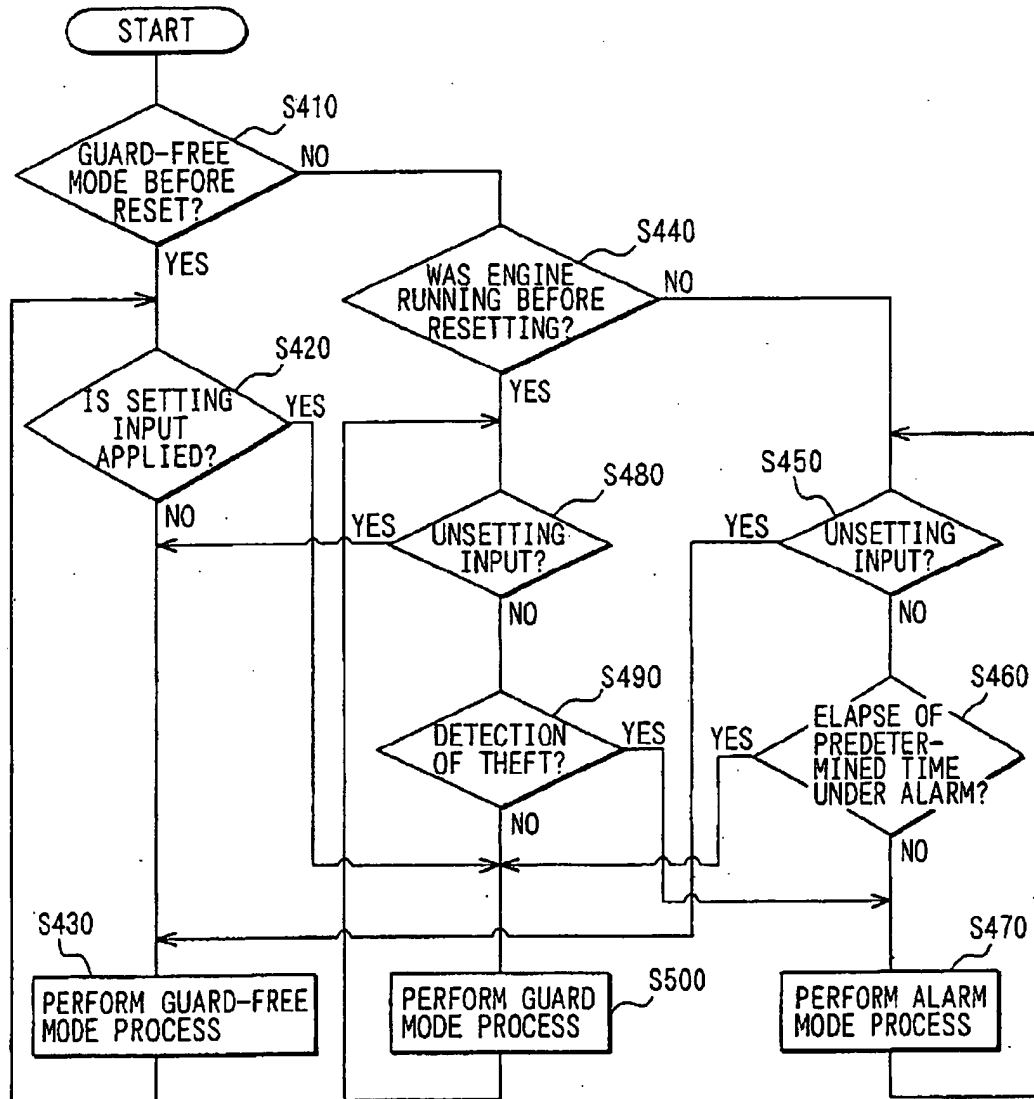 START
S410
GUARD-FREE
MODE BEFORE
RESET?
NO
YES
S440
WAS ENGINE
RUNNING BEFORE
RESETTING?
NO
YES
S420
IS SETTING
INPUT
APPLIED?
YES
NO
S480
YES
UNSETTING
INPUT?
NO
S450
YES
UNSETTING
INPUT?
NO
S490
DETECTION
OF THEFT?
YES
NO
S460
YES
ELAPSE OF
PREDETER-
MINED TIME
UNDER ALARM?
NO
S430
PERFORM GUARD-FREE
MODE PROCESS
S500
PERFORM GUARD
MODE PROCESS
S470
PERFORM ALARM
MODE PROCESS